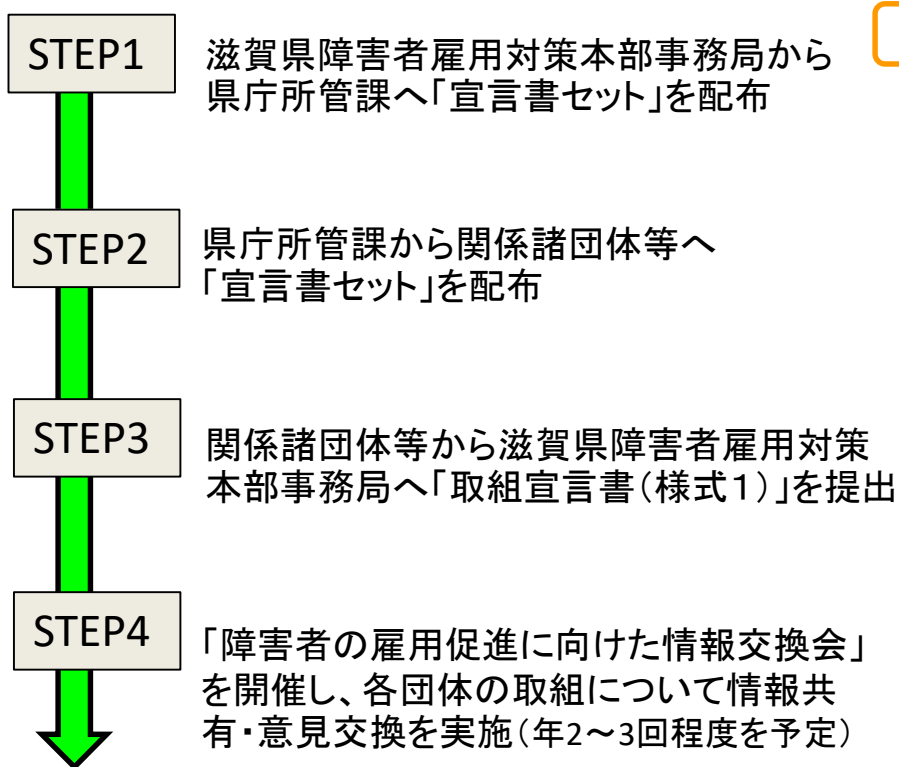 STEP1
滋賀県障害者雇用対策本部事務局から
県庁所管課へ「宣言書セット」を配布
STEP2
県庁所管課から関係諸団体等へ
「宣言書セット」を配布
STEP3
関係諸団体等から滋賀県障害者雇用対策
本部事務局へ「取組宣言書(様式1)」を提出
STEP4
「障害者の雇用促進に向けた情報交換会」
を開催し、各団体の取組について情報共
有・意見交換を実施(年2～3回程度を予定)